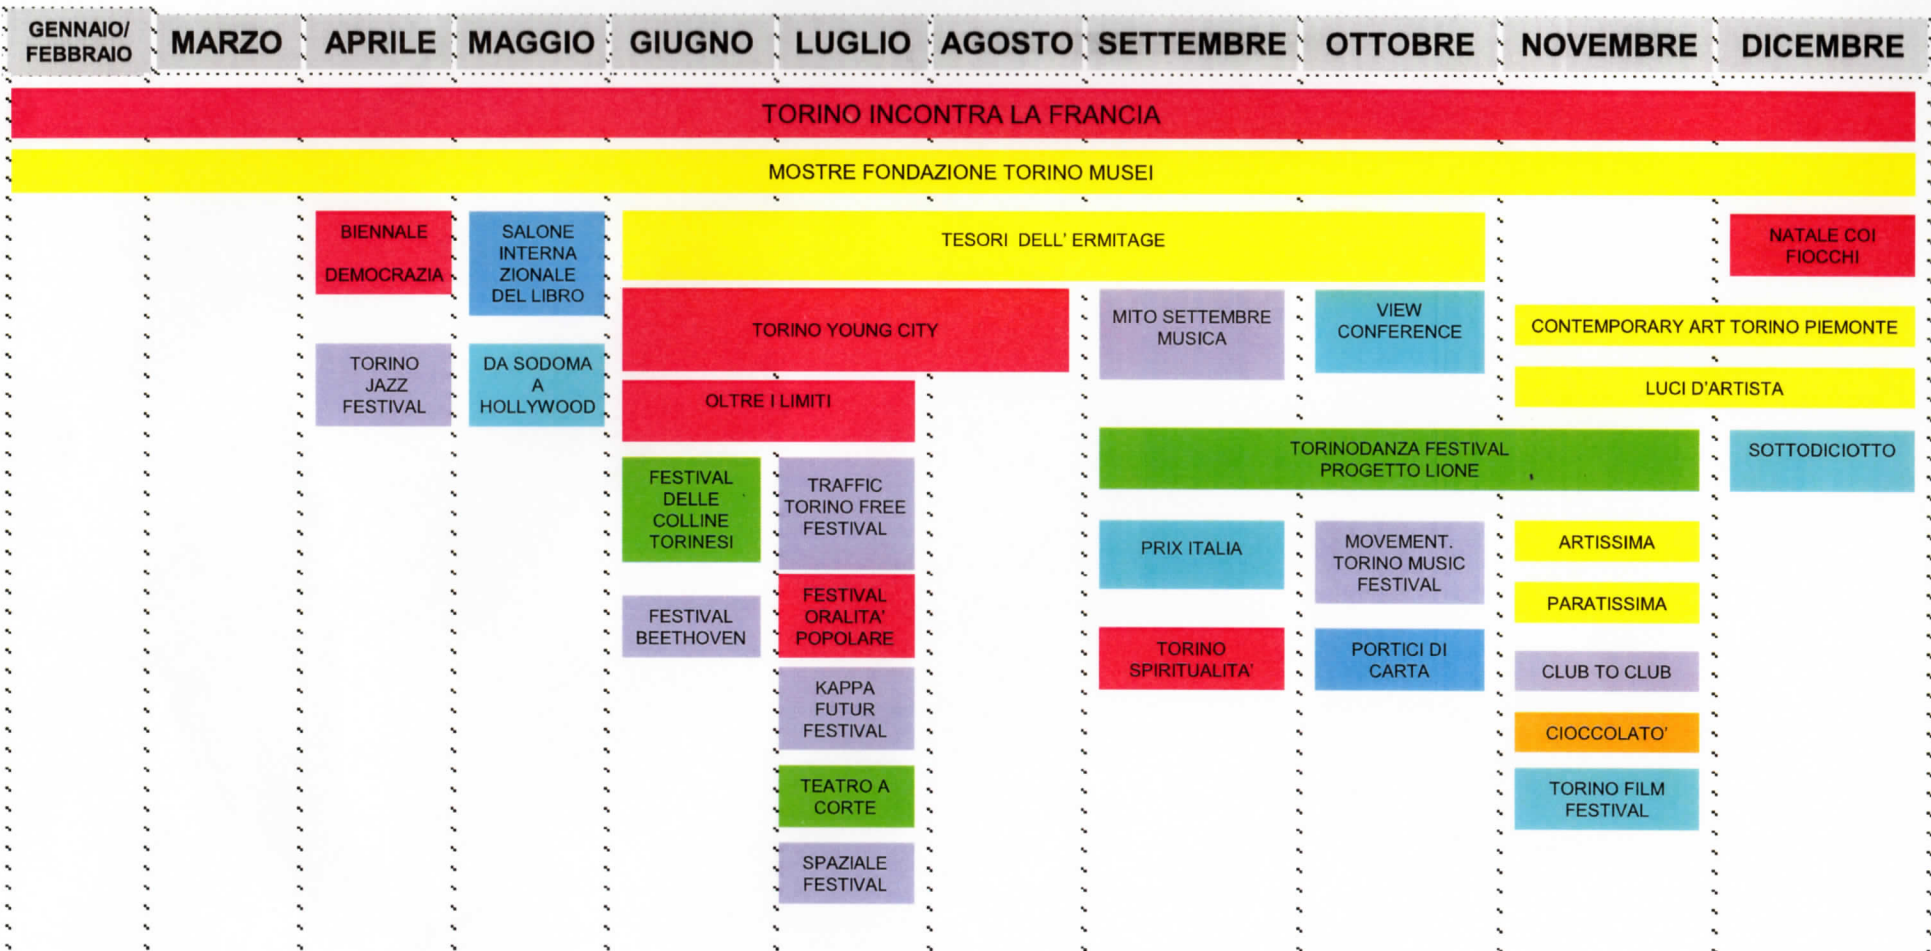 GENNAIO/
FEBBRAIO
MARZO
APRILE
MAGGIO
GIUGNO
LUGLIO
AGOSTO
SETTEMBRE
OTTOBRE
NOVEMBRE
DICEMBRE
TORINO INCONTRA LA FRANCIA
MOSTRE FONDAZIONE TORINO MUSEI
BIENNALE
DEMOCRAZIA
SALONE
INTERNA
ZIONALE
DEL LIBRO
TESORI DELL' ERMITAGE
NATALE COI
FIOCCHI
TORINO YOUNG CITY
MITO SETTEMBRE
MUSICA
VIEW
CONFERENCE
CONTEMPORARY ART TORINO PIEMONTE
TORINO
JAZZ
FESTIVAL
DA SODOMA
A
HOLLYWOOD
OLTRE I LIMITI
LUCI D'ARTISTA
TORINODANZA FESTIVAL
PROGETTO LIONE
SOTTODICIOTTO
FESTIVAL
DELLE
COLLINE
TORINESI
TRAFFIC
TORINO FREE
FESTIVAL
PRIX ITALIA
MOVEMENT.
TORINO MUSIC
FESTIVAL
ARTISSIMA
PARATISSIMA
FESTIVAL
BEETHOVEN
FESTIVAL
ORALITA'
POPOLARE
TORINO
SPIRITUALITA'
PORTICI DI
CARTA
CLUB TO CLUB
KAPPA
FUTUR
FESTIVAL
CIOCCOLATO'
TEATRO A
CORTE
TORINO FILM
FESTIVAL
SPAZIALE
FESTIVAL